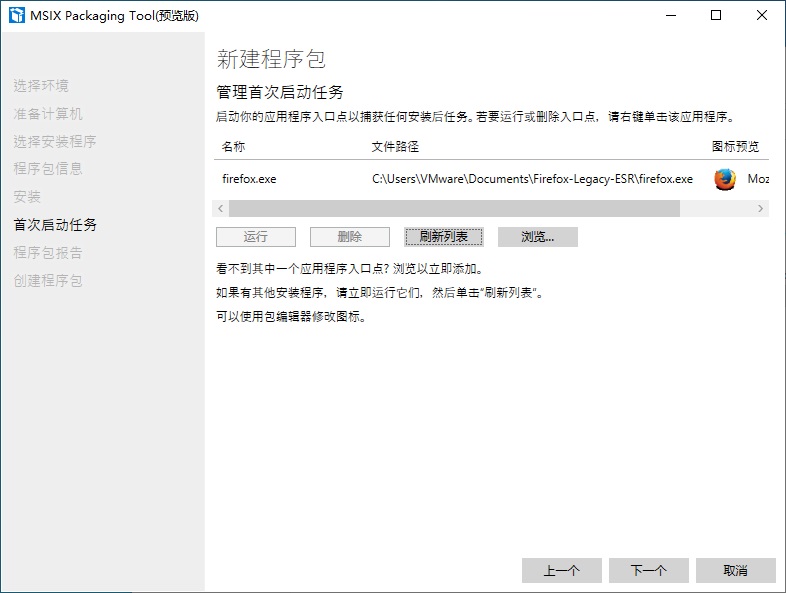 MSIX Packaging Tool(预览版)
新建程序包
选择环境
准备计算机
选择安装程序
程序包信息
安装
首次启动任务
程序包报告
创建程序包
管理首次启动任务
启动你的应用程序入口点以捕获任何安装后任务。若要运行或删除入口点，请右键单击该应用程序。
名称 文件路径 图标预览
firefox.exe C:\Users\VMware\Documents\Firefox-Legacy-ESR\firefox.exe Moz
运行 删除 刷新列表 浏览...
看不到其中一个应用程序入口点? 浏览以立即添加。
如果有其他安装程序，请立即运行它们，然后单击“刷新列表”。
可以使用包编辑器修改图标。
上一个 下一个 取消